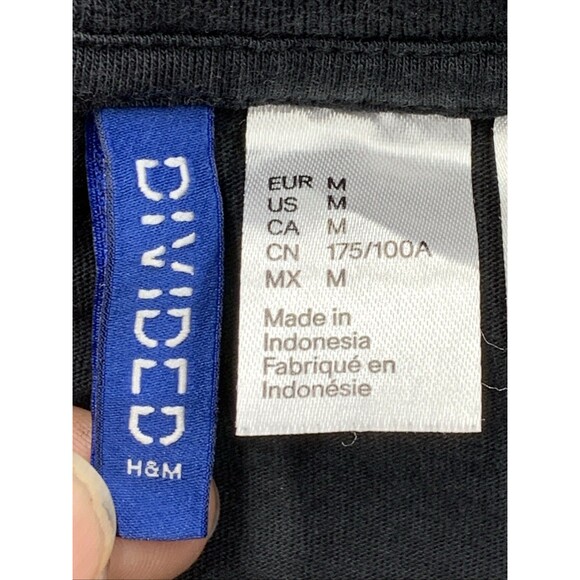 DIVIDED
H&M
EUR M
US M
CA M
CN 175/100A
MX M
Made in
Indonesia
Fabriqué en
Indonésie